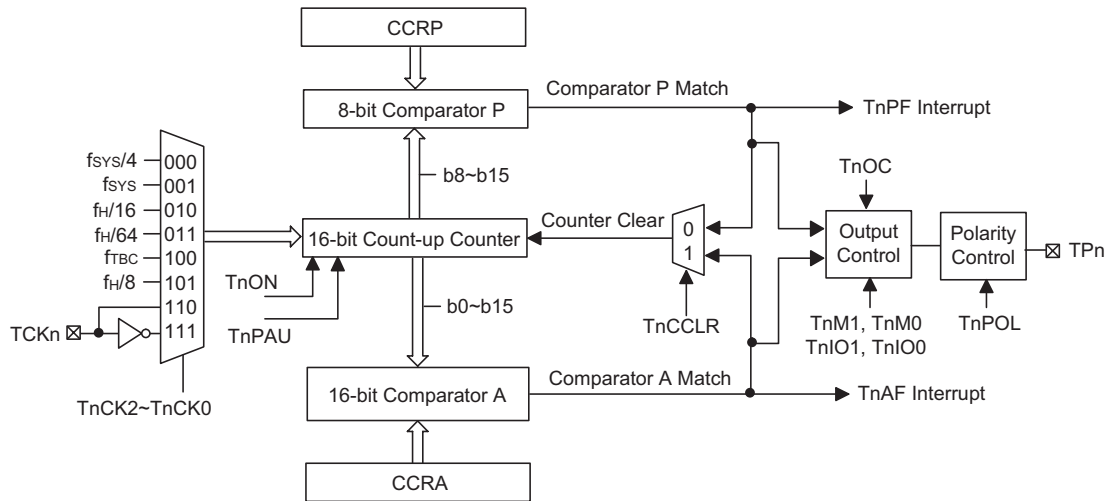 CCRP
8-bit Comparator P
Comparator P Match
TnPF Interrupt
b8~b15
fSYS/4
000
fSYS
001
fH/16
010
fH/64
011
fTBC
100
fH/8
101
110
111
TCKn
TnCK2~TnCK0
16-bit Count-up Counter
TnON
TnPAU
Counter Clear
0
1
TnCCLR
TnOC
Output
Control
TnM1, TnM0
TnIO1, TnIO0
Polarity
Control
TnPOL
TPn
b0~b15
16-bit Comparator A
Comparator A Match
TnAF Interrupt
CCRA